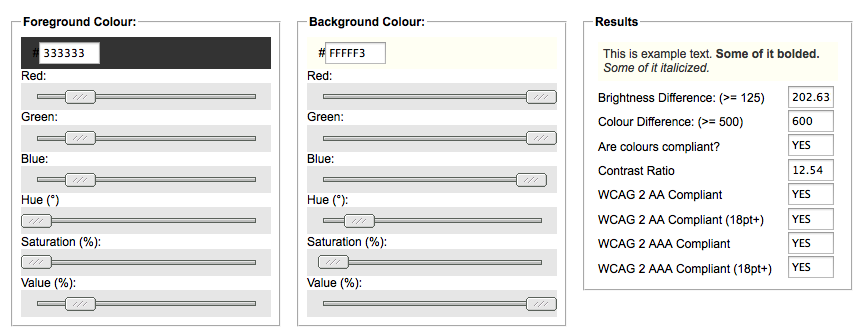 Foreground Colour:
# 333333
Red:
Green:
Blue:
Hue (°)
Saturation (%):
Value (%):
Background Colour:
# FFFFF3
Red:
Green:
Blue:
Hue (°):
Saturation (%):
Value (%):
Results
This is example text. Some of it bolded.
Some of it italicized.
Brightness Difference: (>= 125) 202.63
Colour Difference: (>= 500) 600
Are colours compliant? YES
Contrast Ratio 12.54
WCAG 2 AA Compliant YES
WCAG 2 AA Compliant (18pt+) YES
WCAG 2 AAA Compliant YES
WCAG 2 AAA Compliant (18pt+) YES